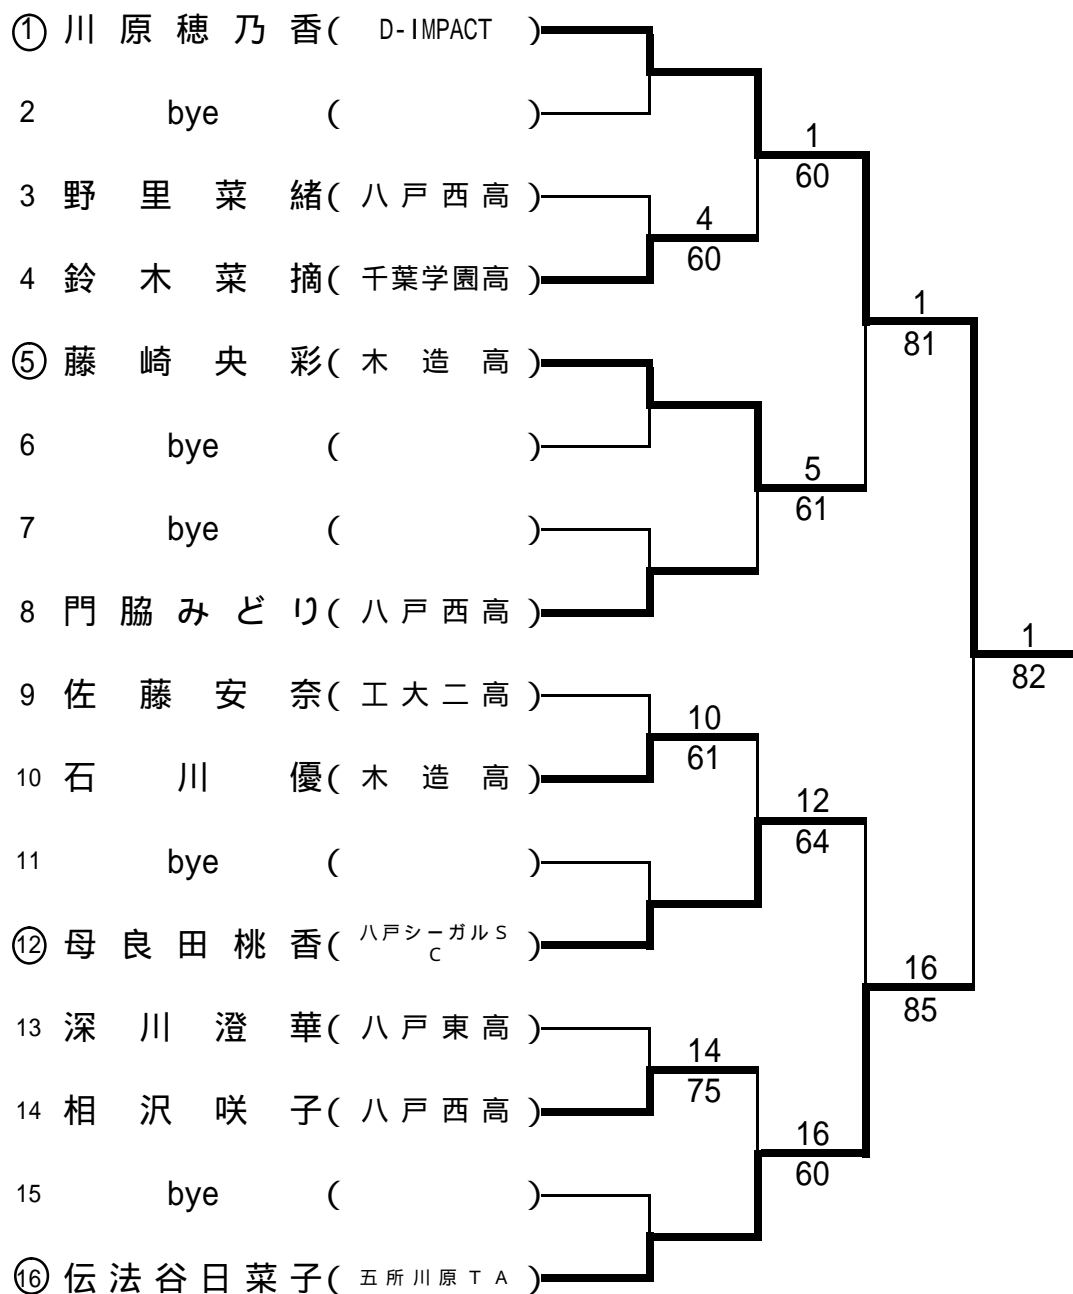 ① 川原穂乃香( D-IMPACT )
2 bye ( )
1
60
3 野里菜緒( 八戸西高 )
4
60
4 鈴木菜摘( 千葉学園高 )
1
81
⑤ 藤崎央彩( 木造高 )
6 bye ( )
5
61
7 bye ( )
8 門脇みどり( 八戸西高 )
1
82
9 佐藤安奈( 工大二高 )
10
61
10 石川優( 木造高 )
12
64
11 bye ( )
⑫ 母良田桃香( 八戸シーガルS
C )
16
85
13 深川澄華( 八戸東高 )
14
75
14 相沢咲子( 八戸西高 )
16
60
15 bye ( )
⑯ 伝法谷日菜子( 五所川原TA )